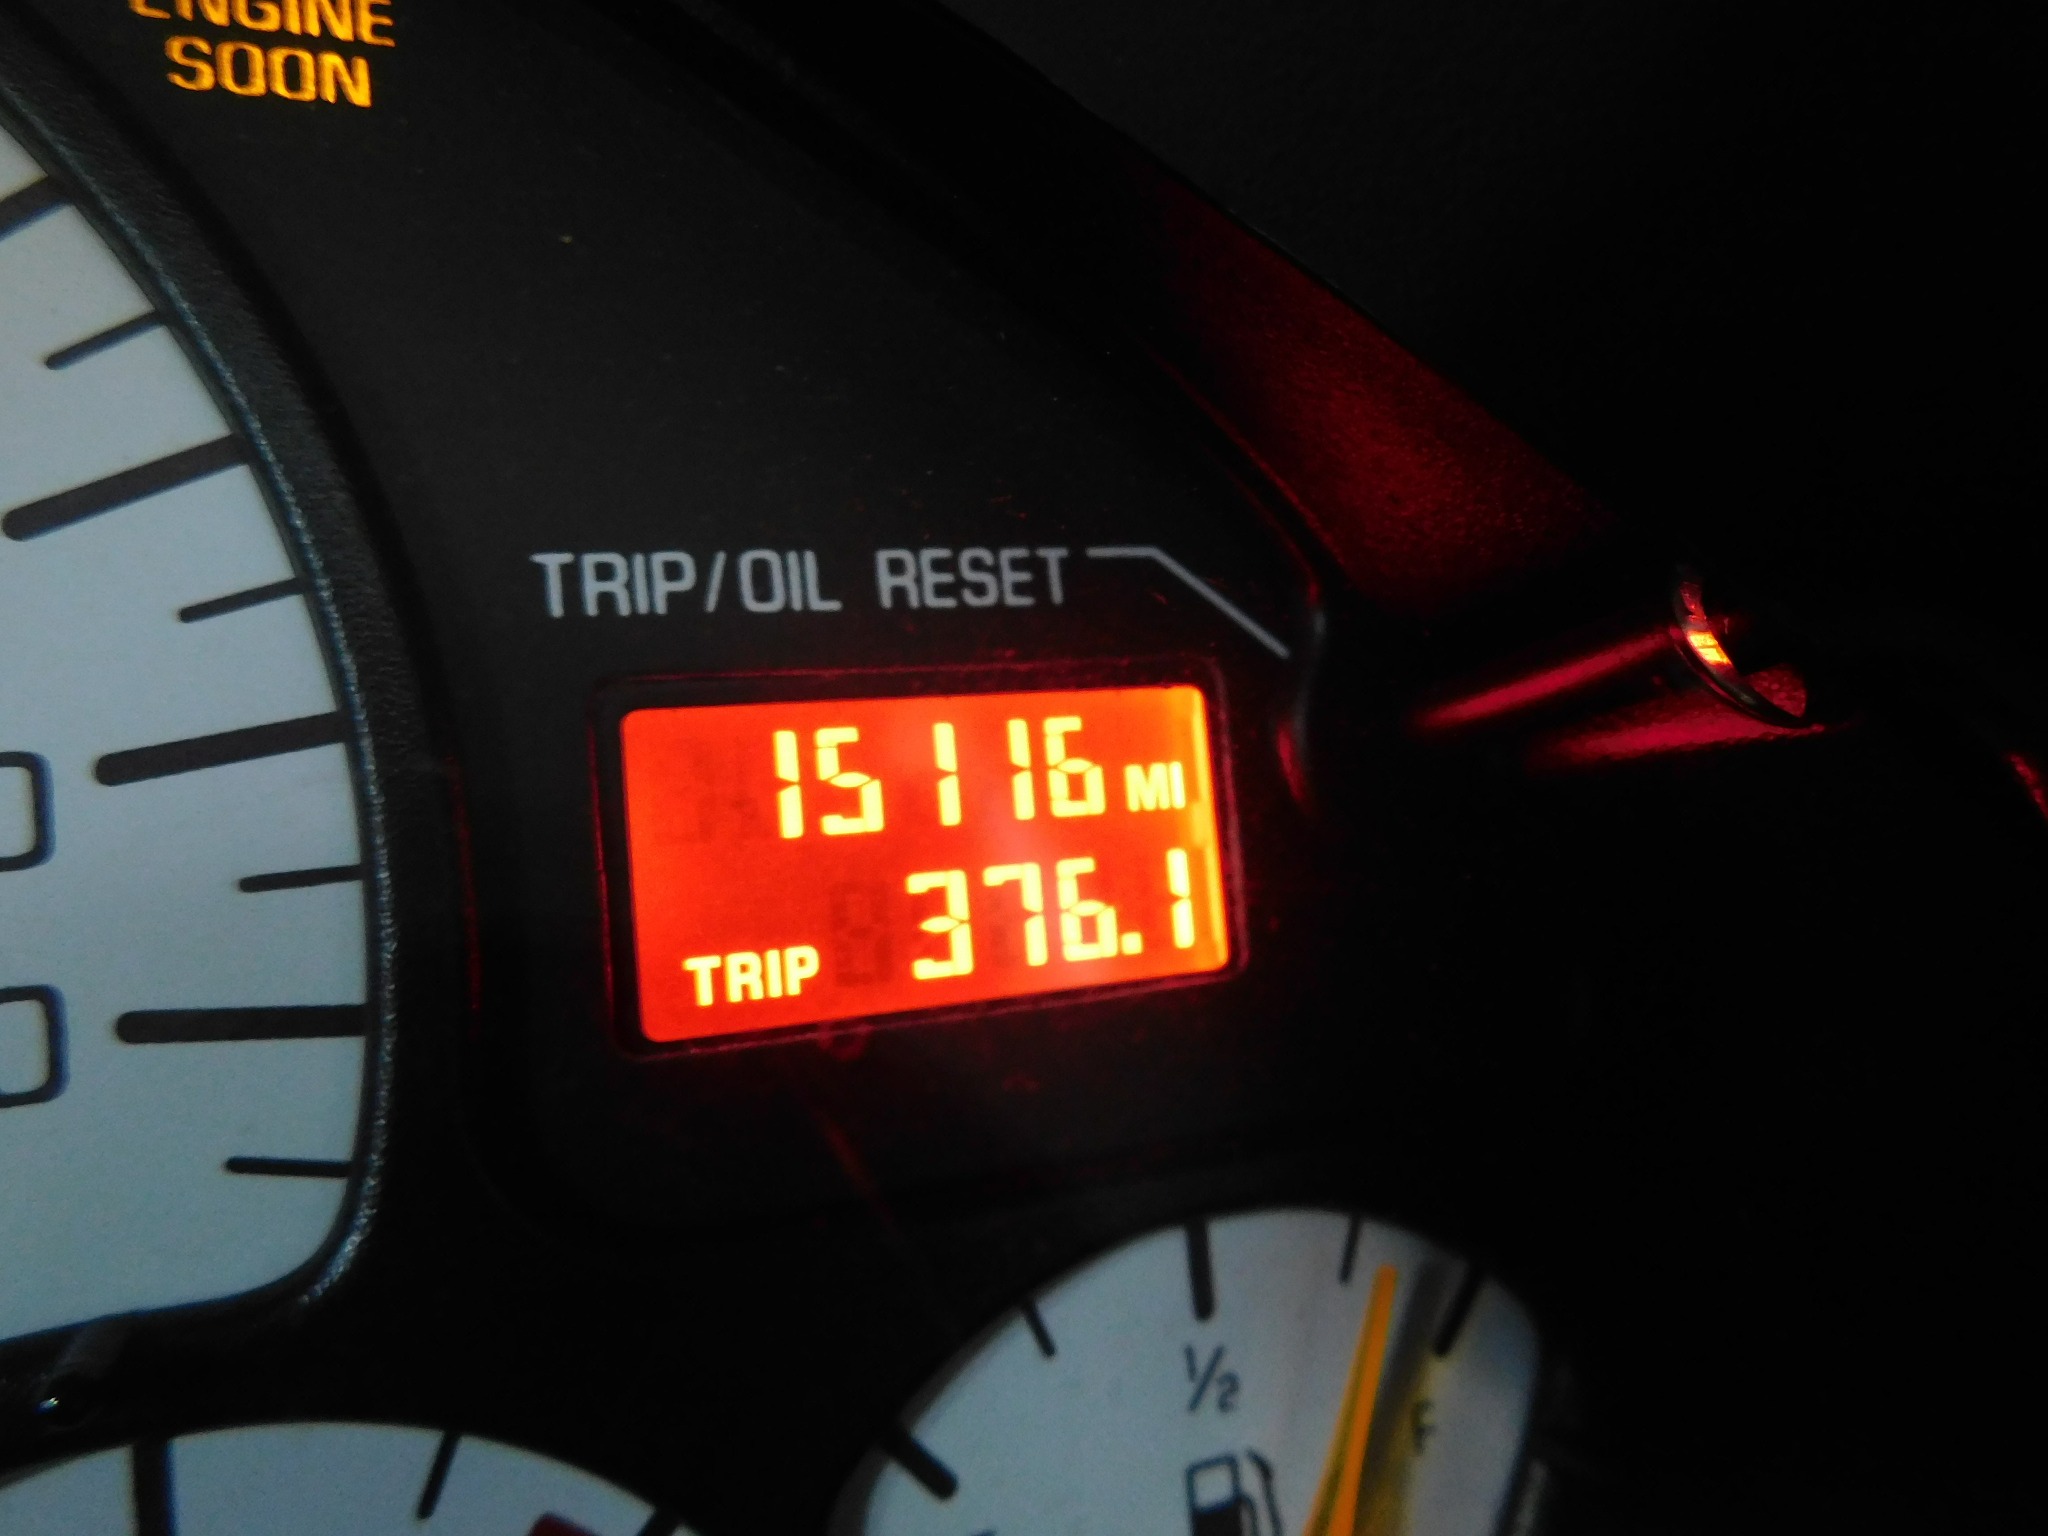 ENGINE
SOON
TRIP/OIL RESET
15116 MI
TRIP 376.1
1/2
F